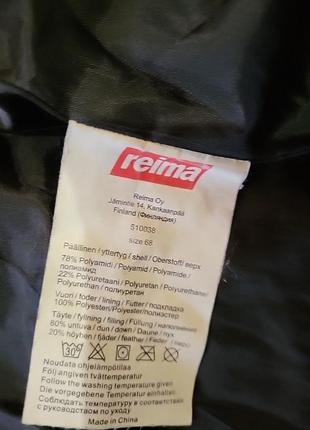 reima
Reima Oy
Jämintie 14, Kankaanpää
Finland (Финляндия)
510038
size 68
Päällinen / yttertyg / shell / Oberstoff/ верх
78% Polyamidi / Polyamid / Polyamide /
полиамид
22% Polyuretaani / Polyuretan / Polyurethane/
Polyurethan / полиуретан
Vuori / foder / lining / Futter / подкладка
100% Polyesteri/Polyester/полиэстер
Täyte / fyllning / filling / Füllung / наполнение
80% untuva / dun / down / Daune / пух
20% höyhen / fjäder / feather / Feder / перо
30°
Noudata ohjelämpötilaa
Följ angiven tvättemperatur
Follow the washing temperature given
Die vorgegebene Temperatur einhalten
Соблюдать температуру в соответствии
с руководством по уходу
Made in China